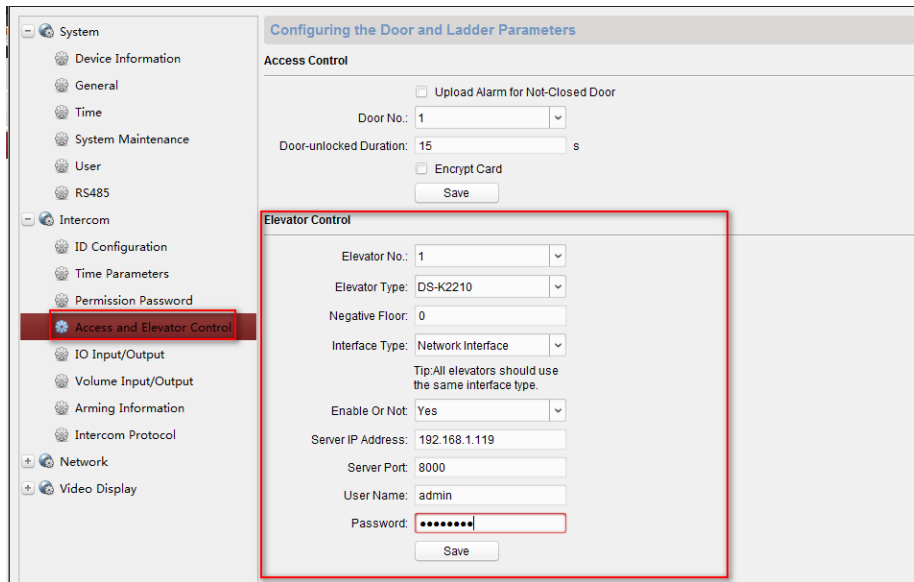 System
Device Information
General
Time
System Maintenance
User
RS485
Intercom
ID Configuration
Time Parameters
Permission Password
Access and Elevator Control
IO Input/Output
Volume Input/Output
Arming Information
Intercom Protocol
Network
Video Display
Configuring the Door and Ladder Parameters
Access Control
Upload Alarm for Not-Closed Door
Door No.: 1
Door-unlocked Duration: 15 s
Encrypt Card
Save
Elevator Control
Elevator No.: 1
Elevator Type: DS-K2210
Negative Floor: 0
Interface Type: Network Interface
Tip:All elevators should use
the same interface type.
Enable Or Not: Yes
Server IP Address: 192.168.1.119
Server Port: 8000
User Name: admin
Password: ●●●●●●●●
Save